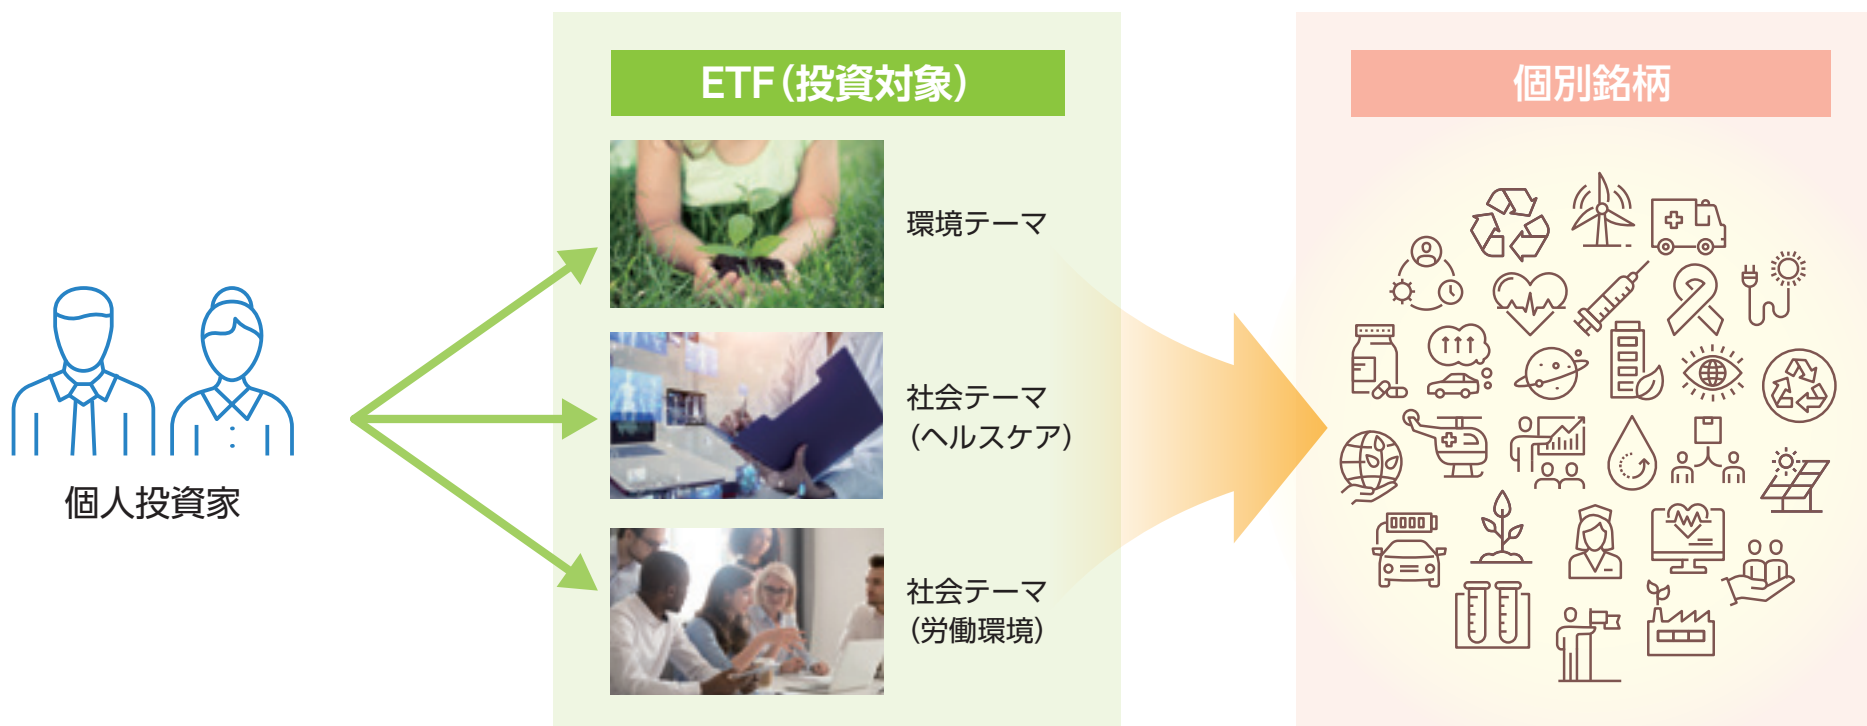 個人投資家
ETF（投資対象）
環境テーマ
社会テーマ
（ヘルスケア）
社会テーマ
（労働環境）
個別銘柄